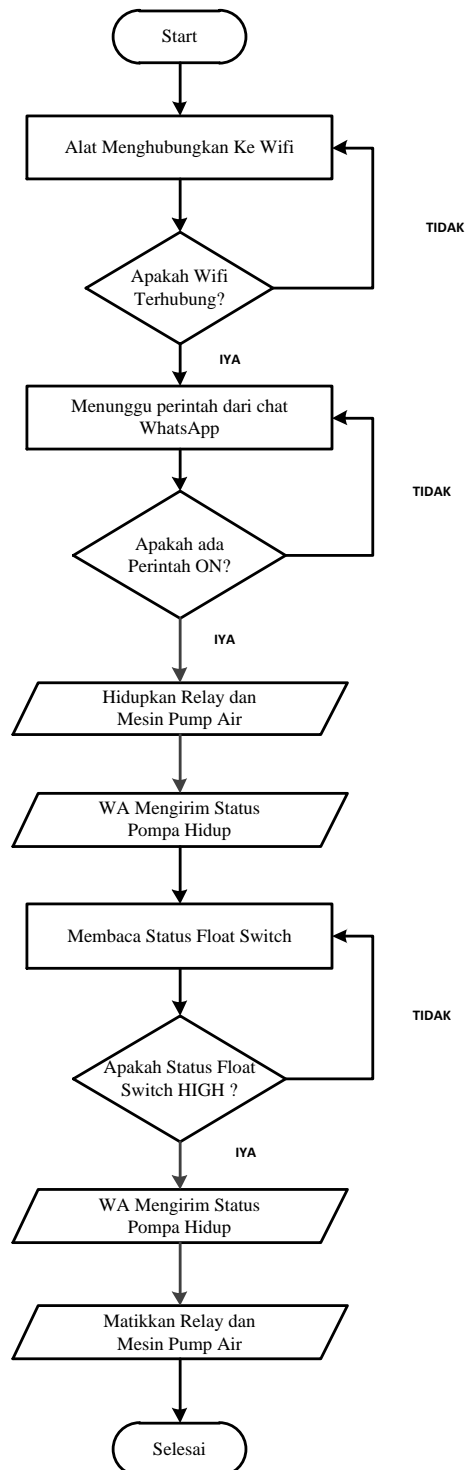 Start
Alat Menghubungkan Ke Wifi
TIDAK
Apakah Wifi
Terhubung?
IYA
Menunggu perintah dari chat
WhatsApp
TIDAK
Apakah ada
Perintah ON?
IYA
Hidupkan Relay dan
Mesin Pump Air
WA Mengirim Status
Pompa Hidup
Membaca Status Float Switch
TIDAK
Apakah Status Float
Switch HIGH ?
IYA
WA Mengirim Status
Pompa Hidup
Matikkan Relay dan
Mesin Pump Air
Selesai